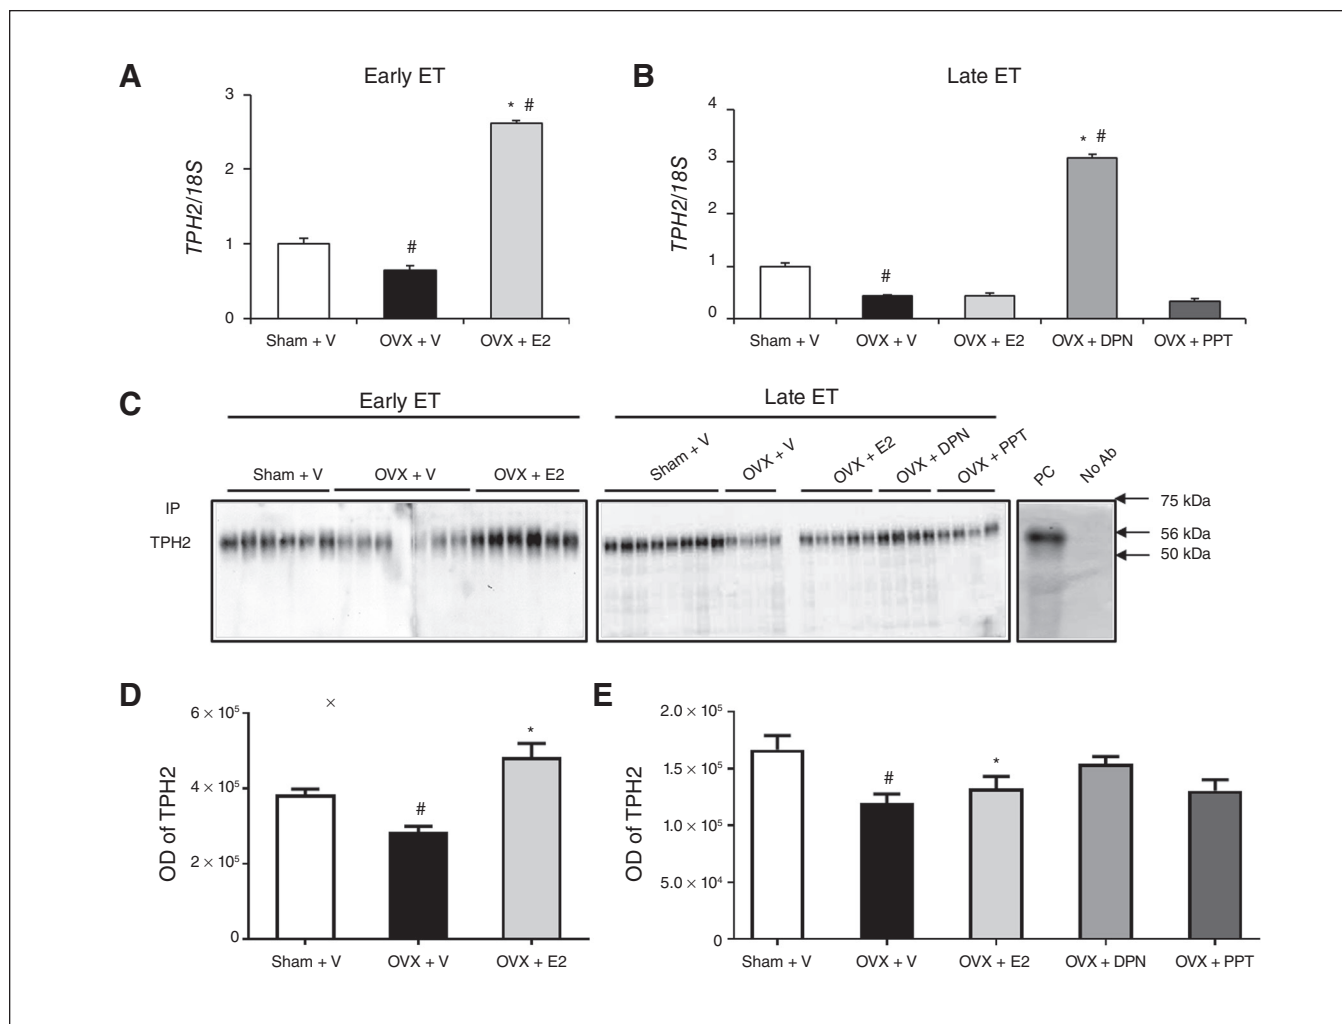 A
Early ET
3
2
1
0
TPH2/18S
* #
#
Sham + V
OVX + V
OVX + E2
B
Late ET
4
3
2
1
0
TPH2/18S
* #
#
Sham + V
OVX + V
OVX + E2
OVX + DPN
OVX + PPT
C
Early ET
Late ET
Sham + V
OVX + V
OVX + E2
Sham + V
OVX + V
OVX + E2
OVX + DPN
OVX + PPT
PC
No Ab
IP
TPH2
75 kDa
56 kDa
50 kDa
D
×
6 × 10⁵
4 × 10⁵
2 × 10⁵
0
OD of TPH2
*
#
Sham + V
OVX + V
OVX + E2
E
2.0 × 10⁵
1.5 × 10⁵
1.0 × 10⁵
5.0 × 10⁴
0
OD of TPH2
#
*
Sham + V
OVX + V
OVX + E2
OVX + DPN
OVX + PPT